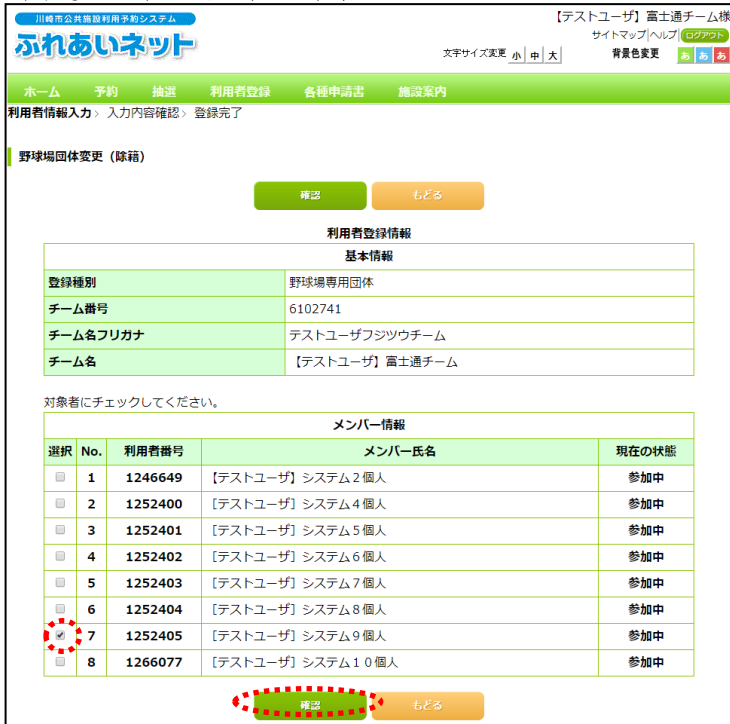 川崎市公共施設利用予約システム
ふれあいネット
【テストユーザ】富士通チーム様
サイトマップ|ヘルプ|ログアウト
文字サイズ変更 小 中 大 背景色変更 あ あ あ
ホーム 予約 抽選 利用者登録 各種申請書 施設案内
利用者情報入力> 入力内容確認> 登録完了
野球場団体変更（除籍）
確認 もどる
利用者登録情報
基本情報
登録種別 野球場専用団体
チーム番号 6102741
チーム名フリガナ テストユーザフジツウチーム
チーム名 【テストユーザ】富士通チーム
対象者にチェックしてください。
メンバー情報
選択 No. 利用者番号 メンバー氏名 現在の状態
1 1246649 【テストユーザ】システム２個人 参加中
2 1252400 ［テストユーザ］システム４個人 参加中
3 1252401 ［テストユーザ］システム５個人 参加中
4 1252402 ［テストユーザ］システム６個人 参加中
5 1252403 ［テストユーザ］システム７個人 参加中
6 1252404 ［テストユーザ］システム８個人 参加中
7 1252405 ［テストユーザ］システム９個人 参加中
8 1266077 ［テストユーザ］システム１０個人 参加中
確認 もどる